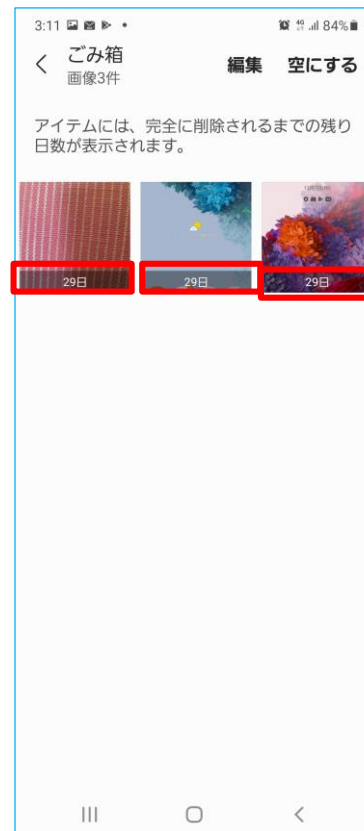 3:11
84%
ごみ箱
画像3件
編集
空にする
アイテムには、完全に削除されるまでの残り
日数が表示されます。
29日
29日
29日